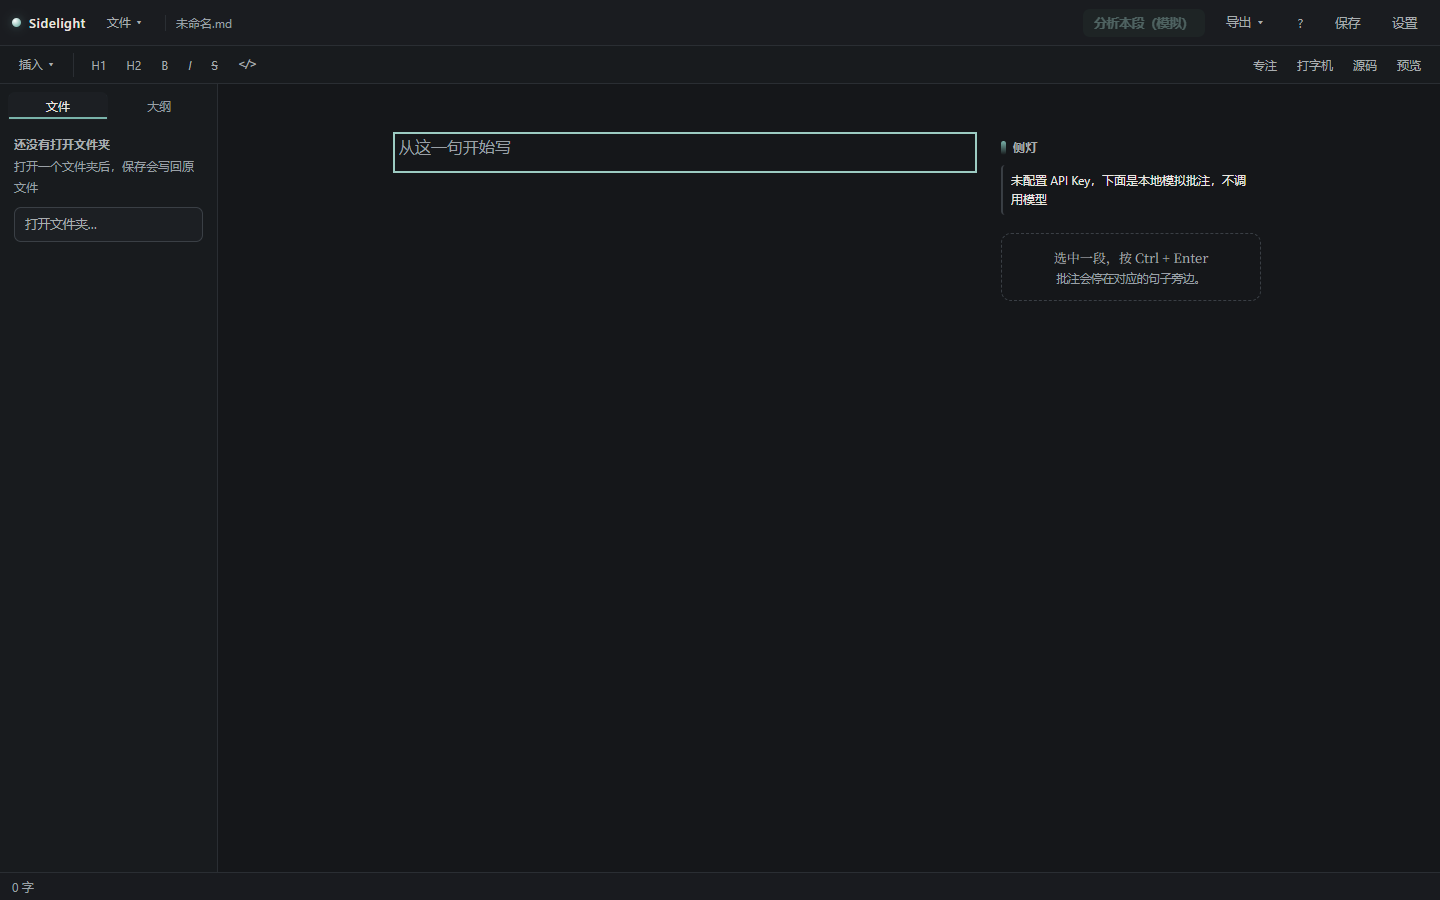 Sidelight 文件 未命名.md 分析本段（模拟） 导出 ? 保存 设置
插入 H1 H2 B I S </> 专注 打字机 源码 预览
文件 大纲
还没有打开文件夹
打开一个文件夹后，保存会写回原
文件
打开文件夹...
从这一句开始写
侧灯
未配置 API Key，下面是本地模拟批注，不调
用模型
选中一段，按 Ctrl + Enter
批注会停在对应的句子旁边。
0 字